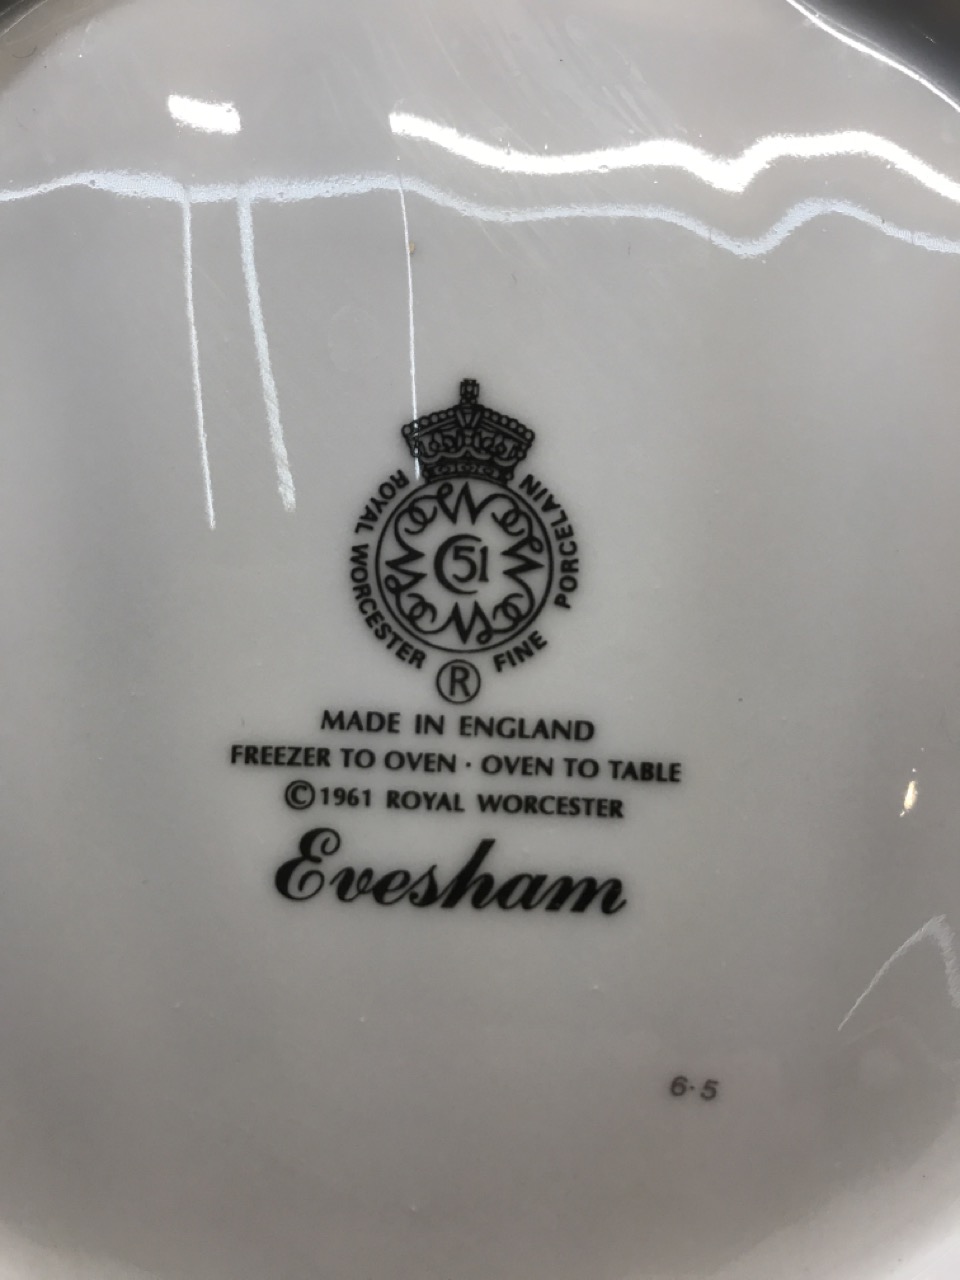 ROYAL WORCESTER FINE PORCELAIN
C51
®
MADE IN ENGLAND
FREEZER TO OVEN · OVEN TO TABLE
©1961 ROYAL WORCESTER
Evesham
6·5